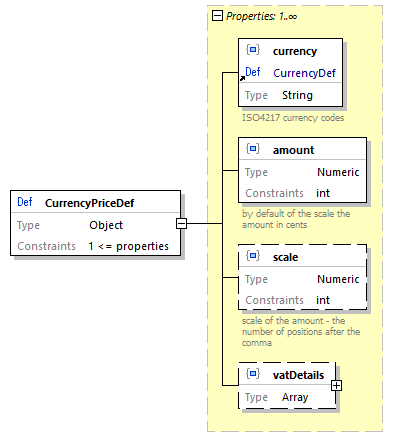 Properties: 1..∞
currency
Def CurrencyDef
Type String
ISO4217 currency codes
amount
Type Numeric
Constraints int
by default of the scale the
amount in cents
Def CurrencyPriceDef
Type Object
Constraints 1 <= properties
scale
Type Numeric
Constraints int
scale of the amount - the
number of positions after the
comma
vatDetails
Type Array